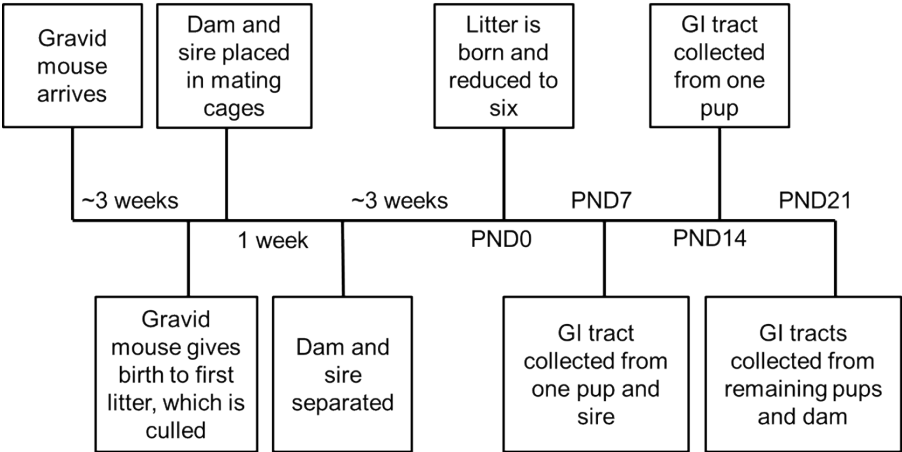 Gravid
mouse
arrives
Dam and
sire placed
in mating
cages
Litter is
born and
reduced to
six
GI tract
collected
from one
pup
~3 weeks
~3 weeks
PND7
PND21
1 week
PND0
PND14
Gravid
mouse gives
birth to first
litter, which is
culled
Dam and
sire
separated
GI tract
collected from
one pup and
sire
GI tracts
collected from
remaining pups
and dam